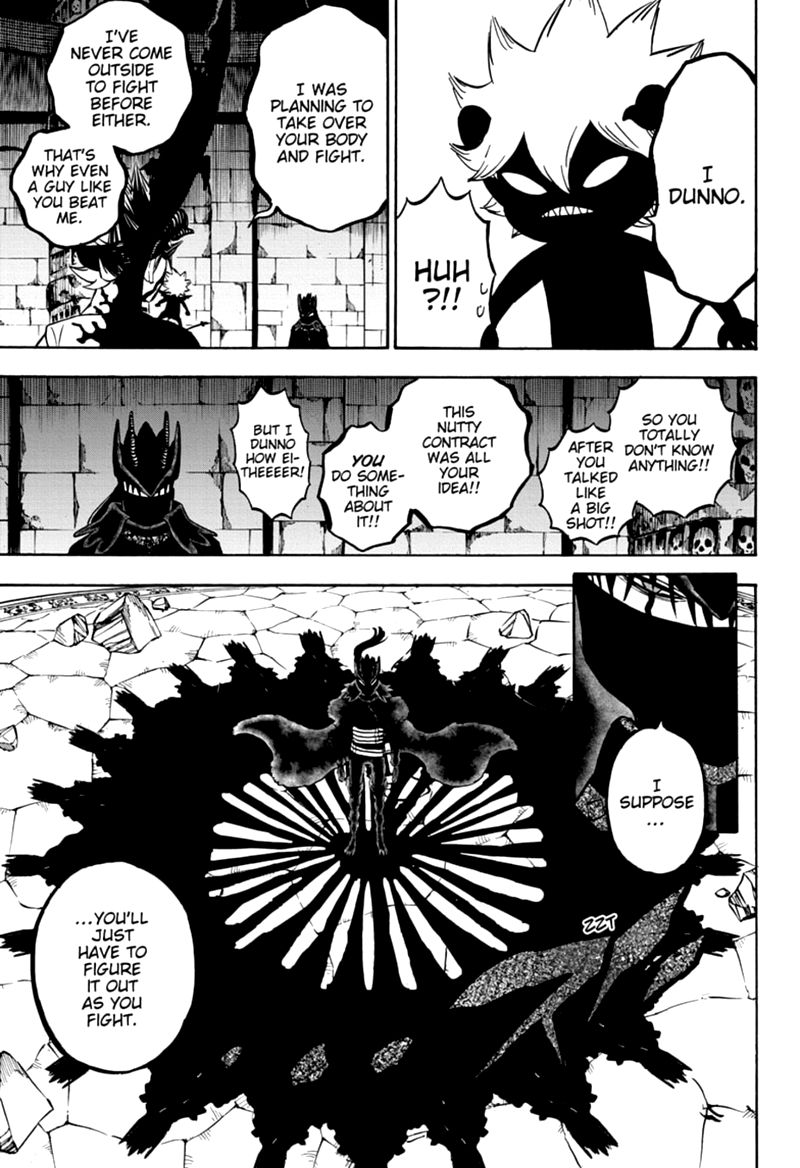 I
DUNNO.
HUH
?!!
I WAS
PLANNING TO
TAKE OVER
YOUR BODY
AND FIGHT.
I'VE
NEVER COME
OUTSIDE
TO FIGHT
BEFORE
EITHER.
THAT'S
WHY EVEN
A GUY LIKE
YOU BEAT
ME.
SO YOU
TOTALLY
DON'T KNOW
ANYTHING!!
AFTER
YOU
TALKED
LIKE
A BIG
SHOT!!
THIS
NUTTY
CONTRACT
WAS ALL
YOUR
IDEA!!
YOU
DO SOME-
THING
ABOUT
IT!!
BUT I
DUNNO
HOW EI-
THEEEER!
I
SUPPOSE
...
ZZT
...YOU'LL
JUST
HAVE TO
FIGURE
IT OUT
AS YOU
FIGHT.